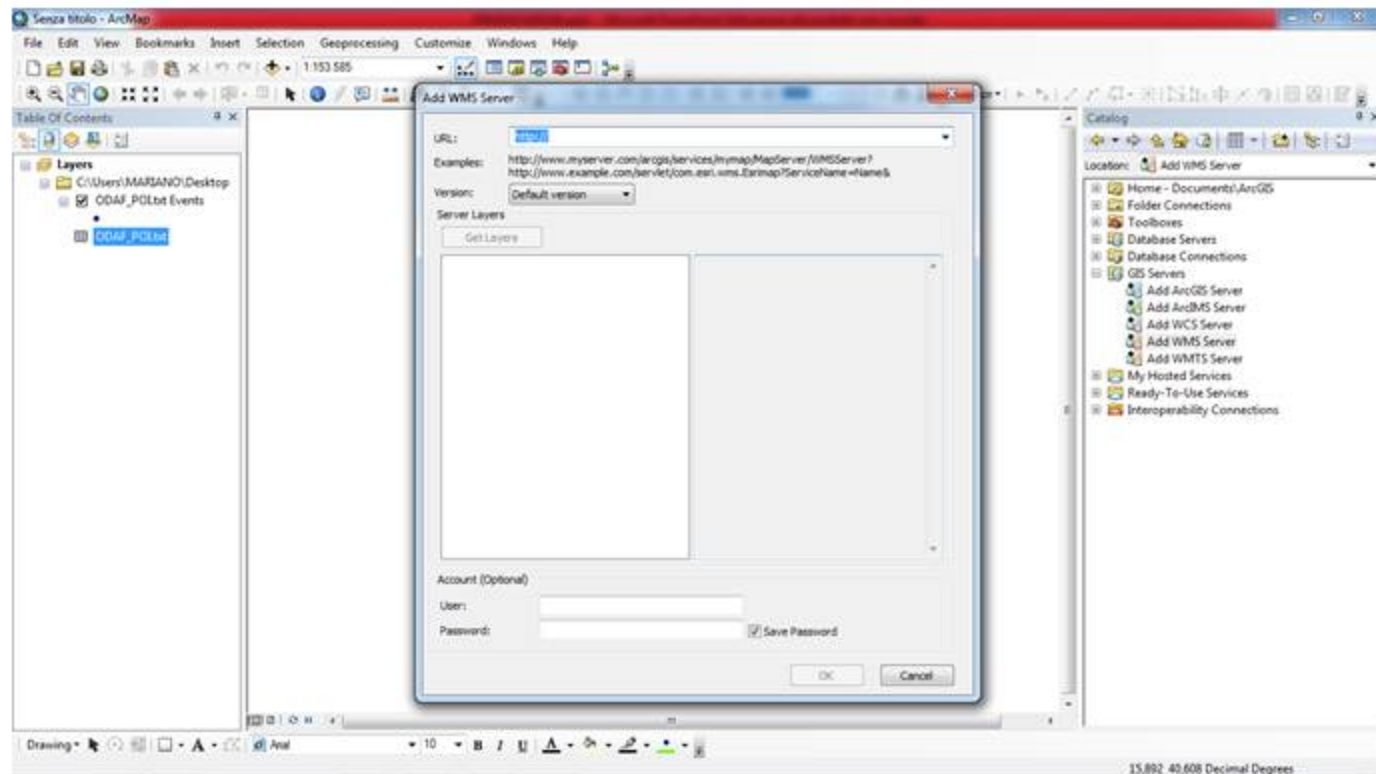 Senza titolo - ArcMap
File Edit View Bookmarks Insert Selection Geoprocessing Customize Windows Help
1:153.585
Table Of Contents
Layers
C:\Users\MARIANO\Desktop
ODAF_POI.txt Events
ODAF_POI.txt
Add WMS Server
URL: http://
Examples: http://www.myserver.com/arcgis/services/mymap/MapServer/WMSServer?
http://www.example.com/servlet/com.esri.wms.Esrimap?ServiceName=Name&
Version: Default version
Server Layers
Get Layers
Account (Optional)
User:
Password:
Save Password
OK Cancel
Catalog
Location: Add WMS Server
Home - Documents\ArcGIS
Folder Connections
Toolboxes
Database Servers
Database Connections
GIS Servers
Add ArcGIS Server
Add ArcIMS Server
Add WCS Server
Add WMS Server
Add WMTS Server
My Hosted Services
Ready-To-Use Services
Interoperability Connections
Drawing A Arial 10 B I U A
15,892 40,608 Decimal Degrees